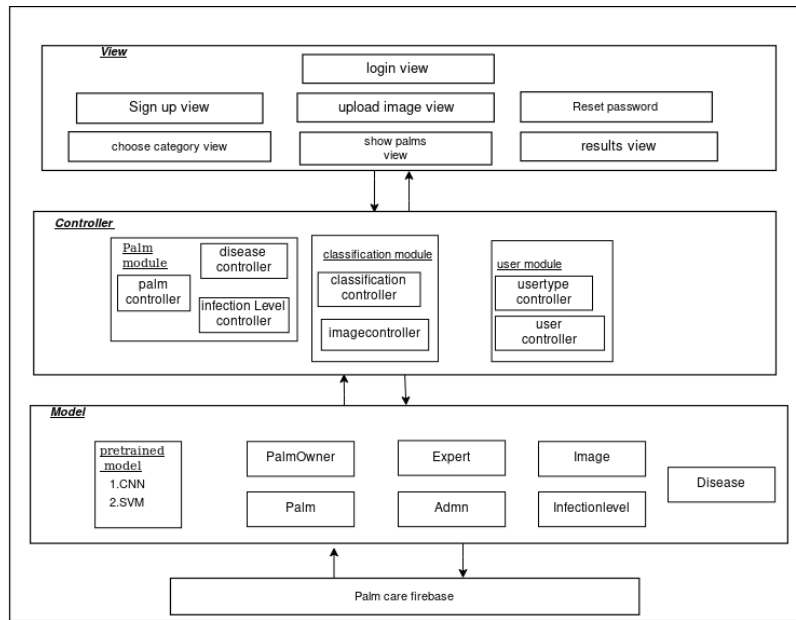 View
login view
Sign up view
upload image view
Reset password
choose category view
show palms
view
results view
Controller
Palm
module
disease
controller
palm
controller
infection Level
controller
classification module
classification
controller
imagecontroller
user module
usertype
controller
user
controller
Model
pretrained
model
1.CNN
2.SVM
PalmOwner
Expert
Image
Disease
Palm
Admn
Infectionlevel
Palm care firebase